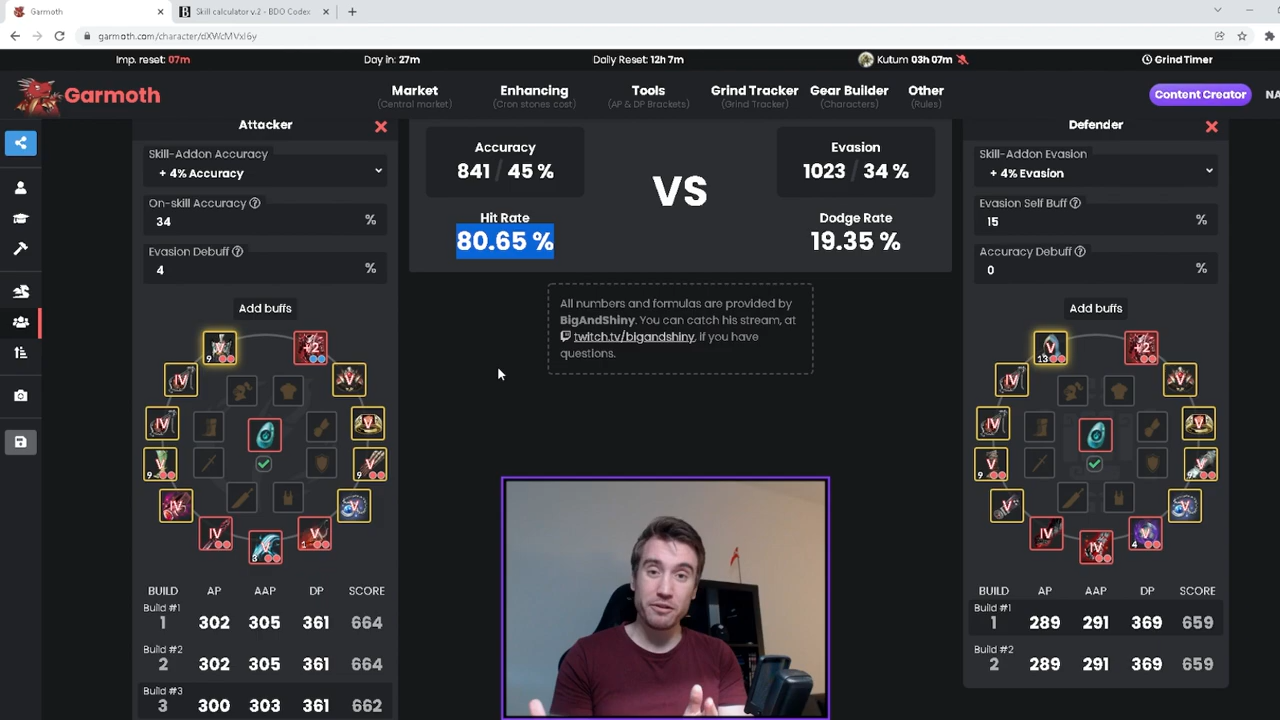 Garmoth
Skill calculator v.2 - BDO Codex
garmoth.com/character/dXWcMVxl6y
Imp. reset: 07m
Day in: 27m
Daily Reset: 12h 7m
Kutum 03h 07m
Grind Timer
Garmoth
Market
(Central market)
Enhancing
(Cron stones cost)
Tools
(AP & DP Brackets)
Grind Tracker
(Grind Tracker)
Gear Builder
(Characters)
Other
(Rules)
Content Creator
NA
Attacker
Skill-Addon Accuracy
+ 4% Accuracy
On-skill Accuracy
34 %
Evasion Debuff
4 %
Add buffs
BUILD AP AAP DP SCORE
Build #1
1 302 305 361 664
Build #2
2 302 305 361 664
Build #3
3 300 303 361 662
Accuracy
841 / 45 %
Hit Rate
80.65 %
VS
Evasion
1023 / 34 %
Dodge Rate
19.35 %
All numbers and formulas are provided by
BigAndShiny. You can catch his stream, at
twitch.tv/bigandshiny, if you have
questions.
Defender
Skill-Addon Evasion
+ 4% Evasion
Evasion Self Buff
15 %
Accuracy Debuff
0 %
Add buffs
BUILD AP AAP DP SCORE
Build #1
1 289 291 369 659
Build #2
2 289 291 369 659